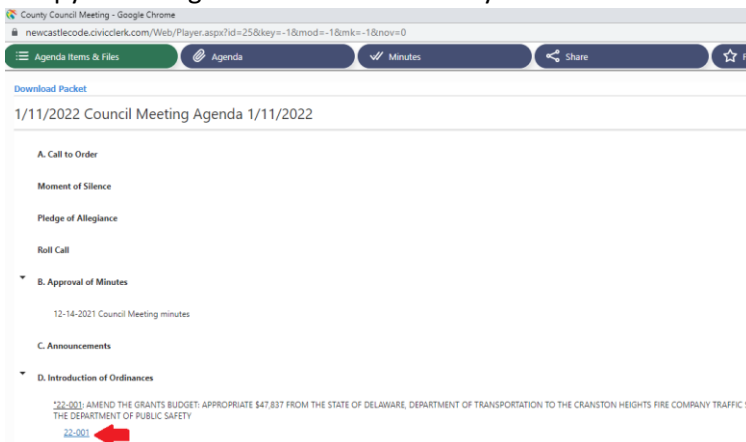 County Council Meeting - Google Chrome
newcastlecode.civicclerk.com/Web/Player.aspx?id=25&key=-1&mod=-1&mk=-1&nov=0
Agenda Items & Files Agenda Minutes Share
Download Packet
1/11/2022 Council Meeting Agenda 1/11/2022
A. Call to Order
Moment of Silence
Pledge of Allegiance
Roll Call
B. Approval of Minutes
12-14-2021 Council Meeting minutes
C. Announcements
D. Introduction of Ordinances
*22-001: AMEND THE GRANTS BUDGET: APPROPRIATE $47,837 FROM THE STATE OF DELAWARE, DEPARTMENT OF TRANSPORTATION TO THE CRANSTON HEIGHTS FIRE COMPANY TRAFFIC
THE DEPARTMENT OF PUBLIC SAFETY
22-001